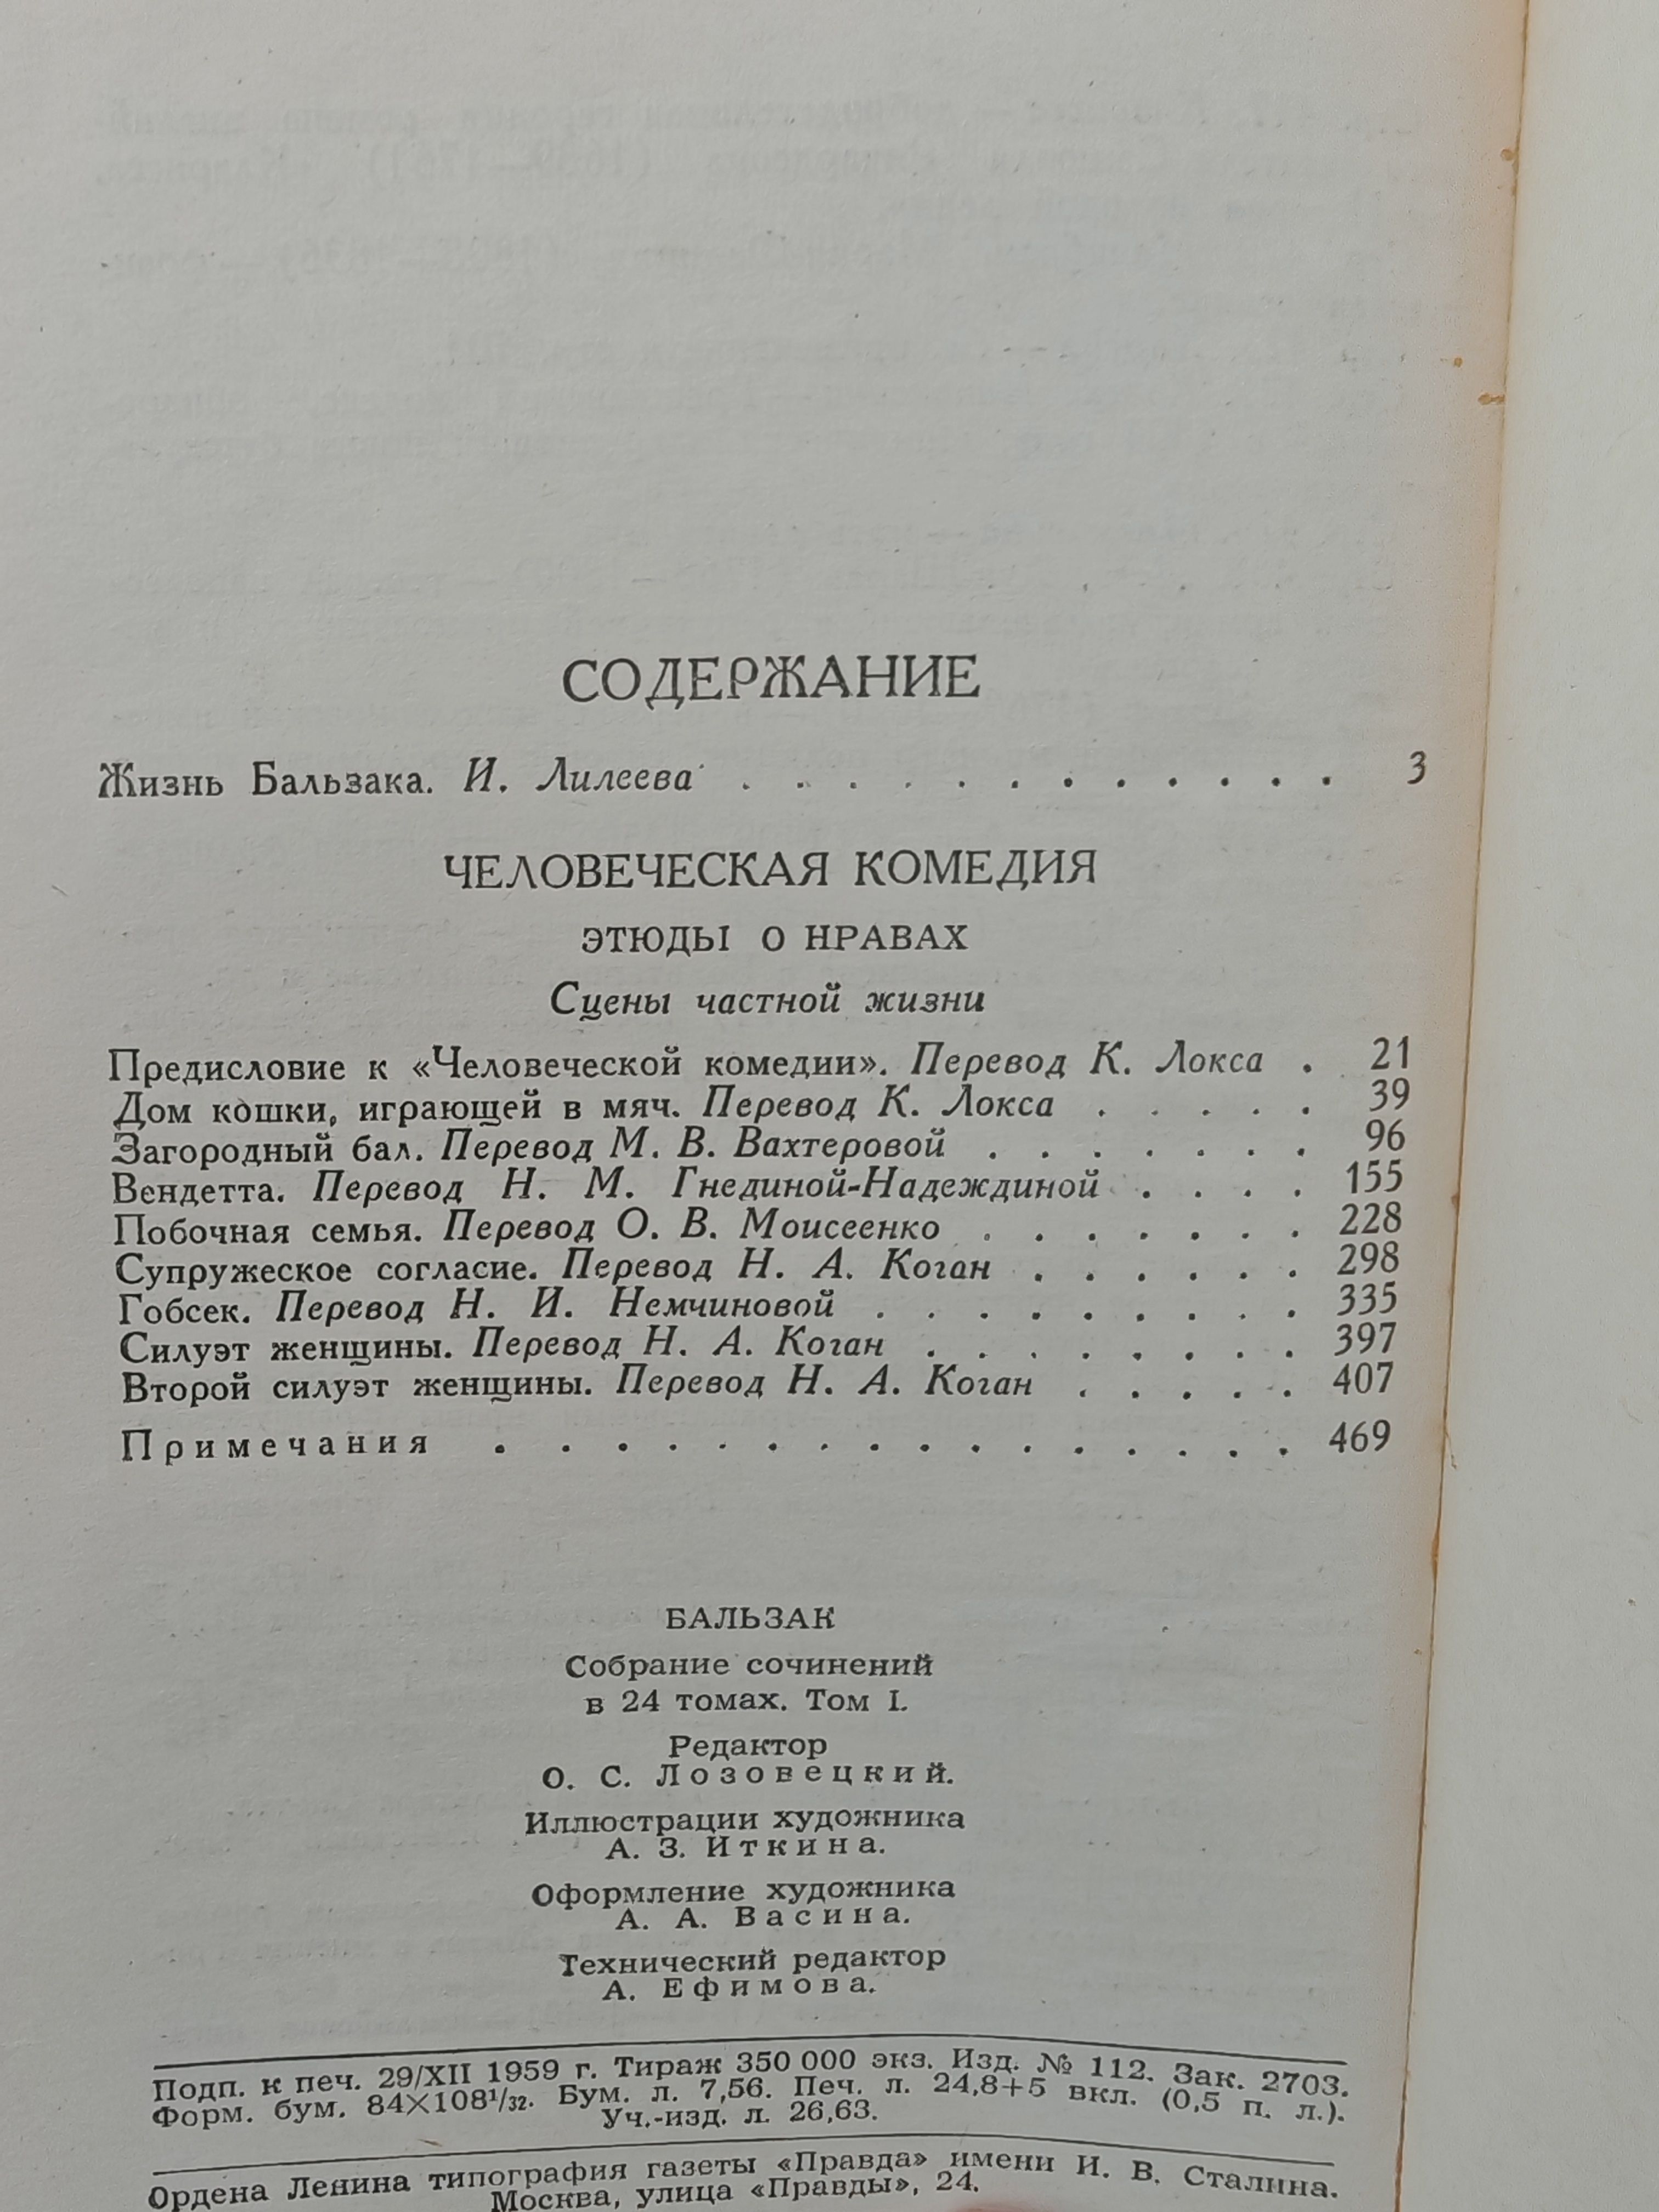 СОДЕРЖАНИЕ
Жизнь Бальзака. И. Лилеева . . . . . . . . . . . . 3
ЧЕЛОВЕЧЕСКАЯ КОМЕДИЯ
ЭТЮДЫ О НРАВАХ
Сцены частной жизни
Предисловие к «Человеческой комедии». Перевод К. Локса . 21
Дом кошки, играющей в мяч. Перевод К. Локса . . . . . 39
Загородный бал. Перевод М. В. Вахтеровой . . . . . . . 96
Вендетта. Перевод Н. М. Гнединой-Надеждиной . . . . 155
Побочная семья. Перевод О. В. Моисеенко . . . . . . . 228
Супружеское согласие. Перевод Н. А. Коган . . . . . . 298
Гобсек. Перевод Н. И. Немчиновой . . . . . . . . . 335
Силуэт женщины. Перевод Н. А. Коган . . . . . . . . 397
Второй силуэт женщины. Перевод Н. А. Коган . . . . . 407
Примечания . . . . . . . . . . . . . . . . 469
БАЛЬЗАК
Собрание сочинений
в 24 томах. Том I.
Редактор
О. С. Лозовецкий.
Иллюстрации художника
А. З. Иткина.
Оформление художника
А. А. Васина.
Технический редактор
А. Ефимова.
Подп. к печ. 29/XII 1959 г. Тираж 350 000 экз. Изд. № 112. Зак. 2703.
Форм. бум. 84×108¹/₃₂. Бум. л. 7,56. Печ. л. 24,8+5 вкл. (0,5 п. л.).
Уч.-изд. л. 26,63.
Ордена Ленина типография газеты «Правда» имени И. В. Сталина.
Москва, улица «Правды», 24.